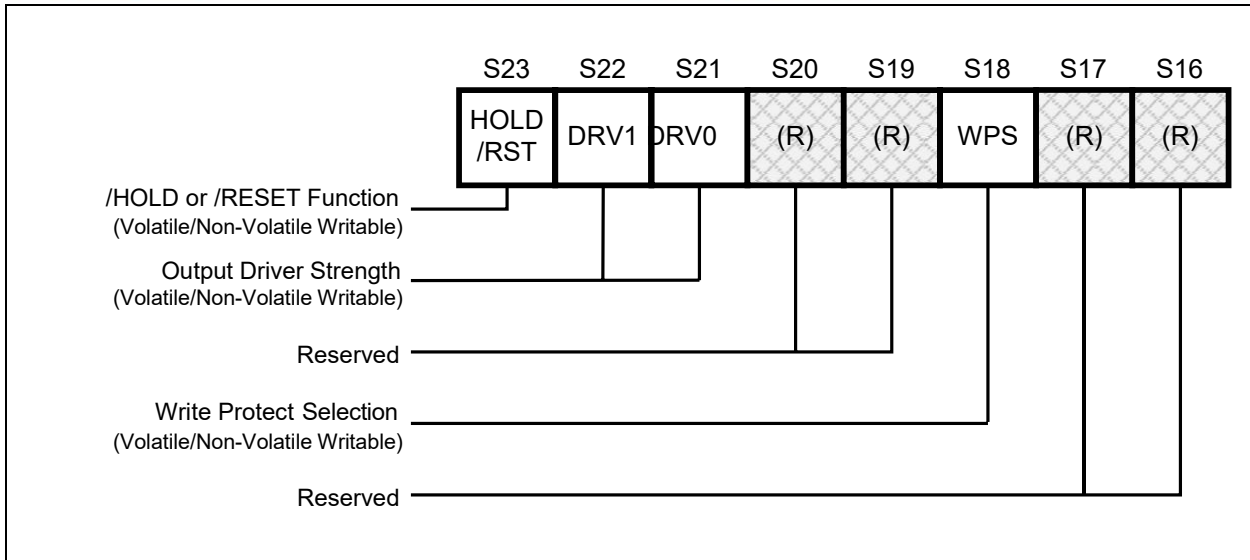 S23 S22 S21 S20 S19 S18 S17 S16
HOLD
/RST DRV1 DRV0 (R) (R) WPS (R) (R)
/HOLD or /RESET Function
(Volatile/Non-Volatile Writable)
Output Driver Strength
(Volatile/Non-Volatile Writable)
Reserved
Write Protect Selection
(Volatile/Non-Volatile Writable)
Reserved